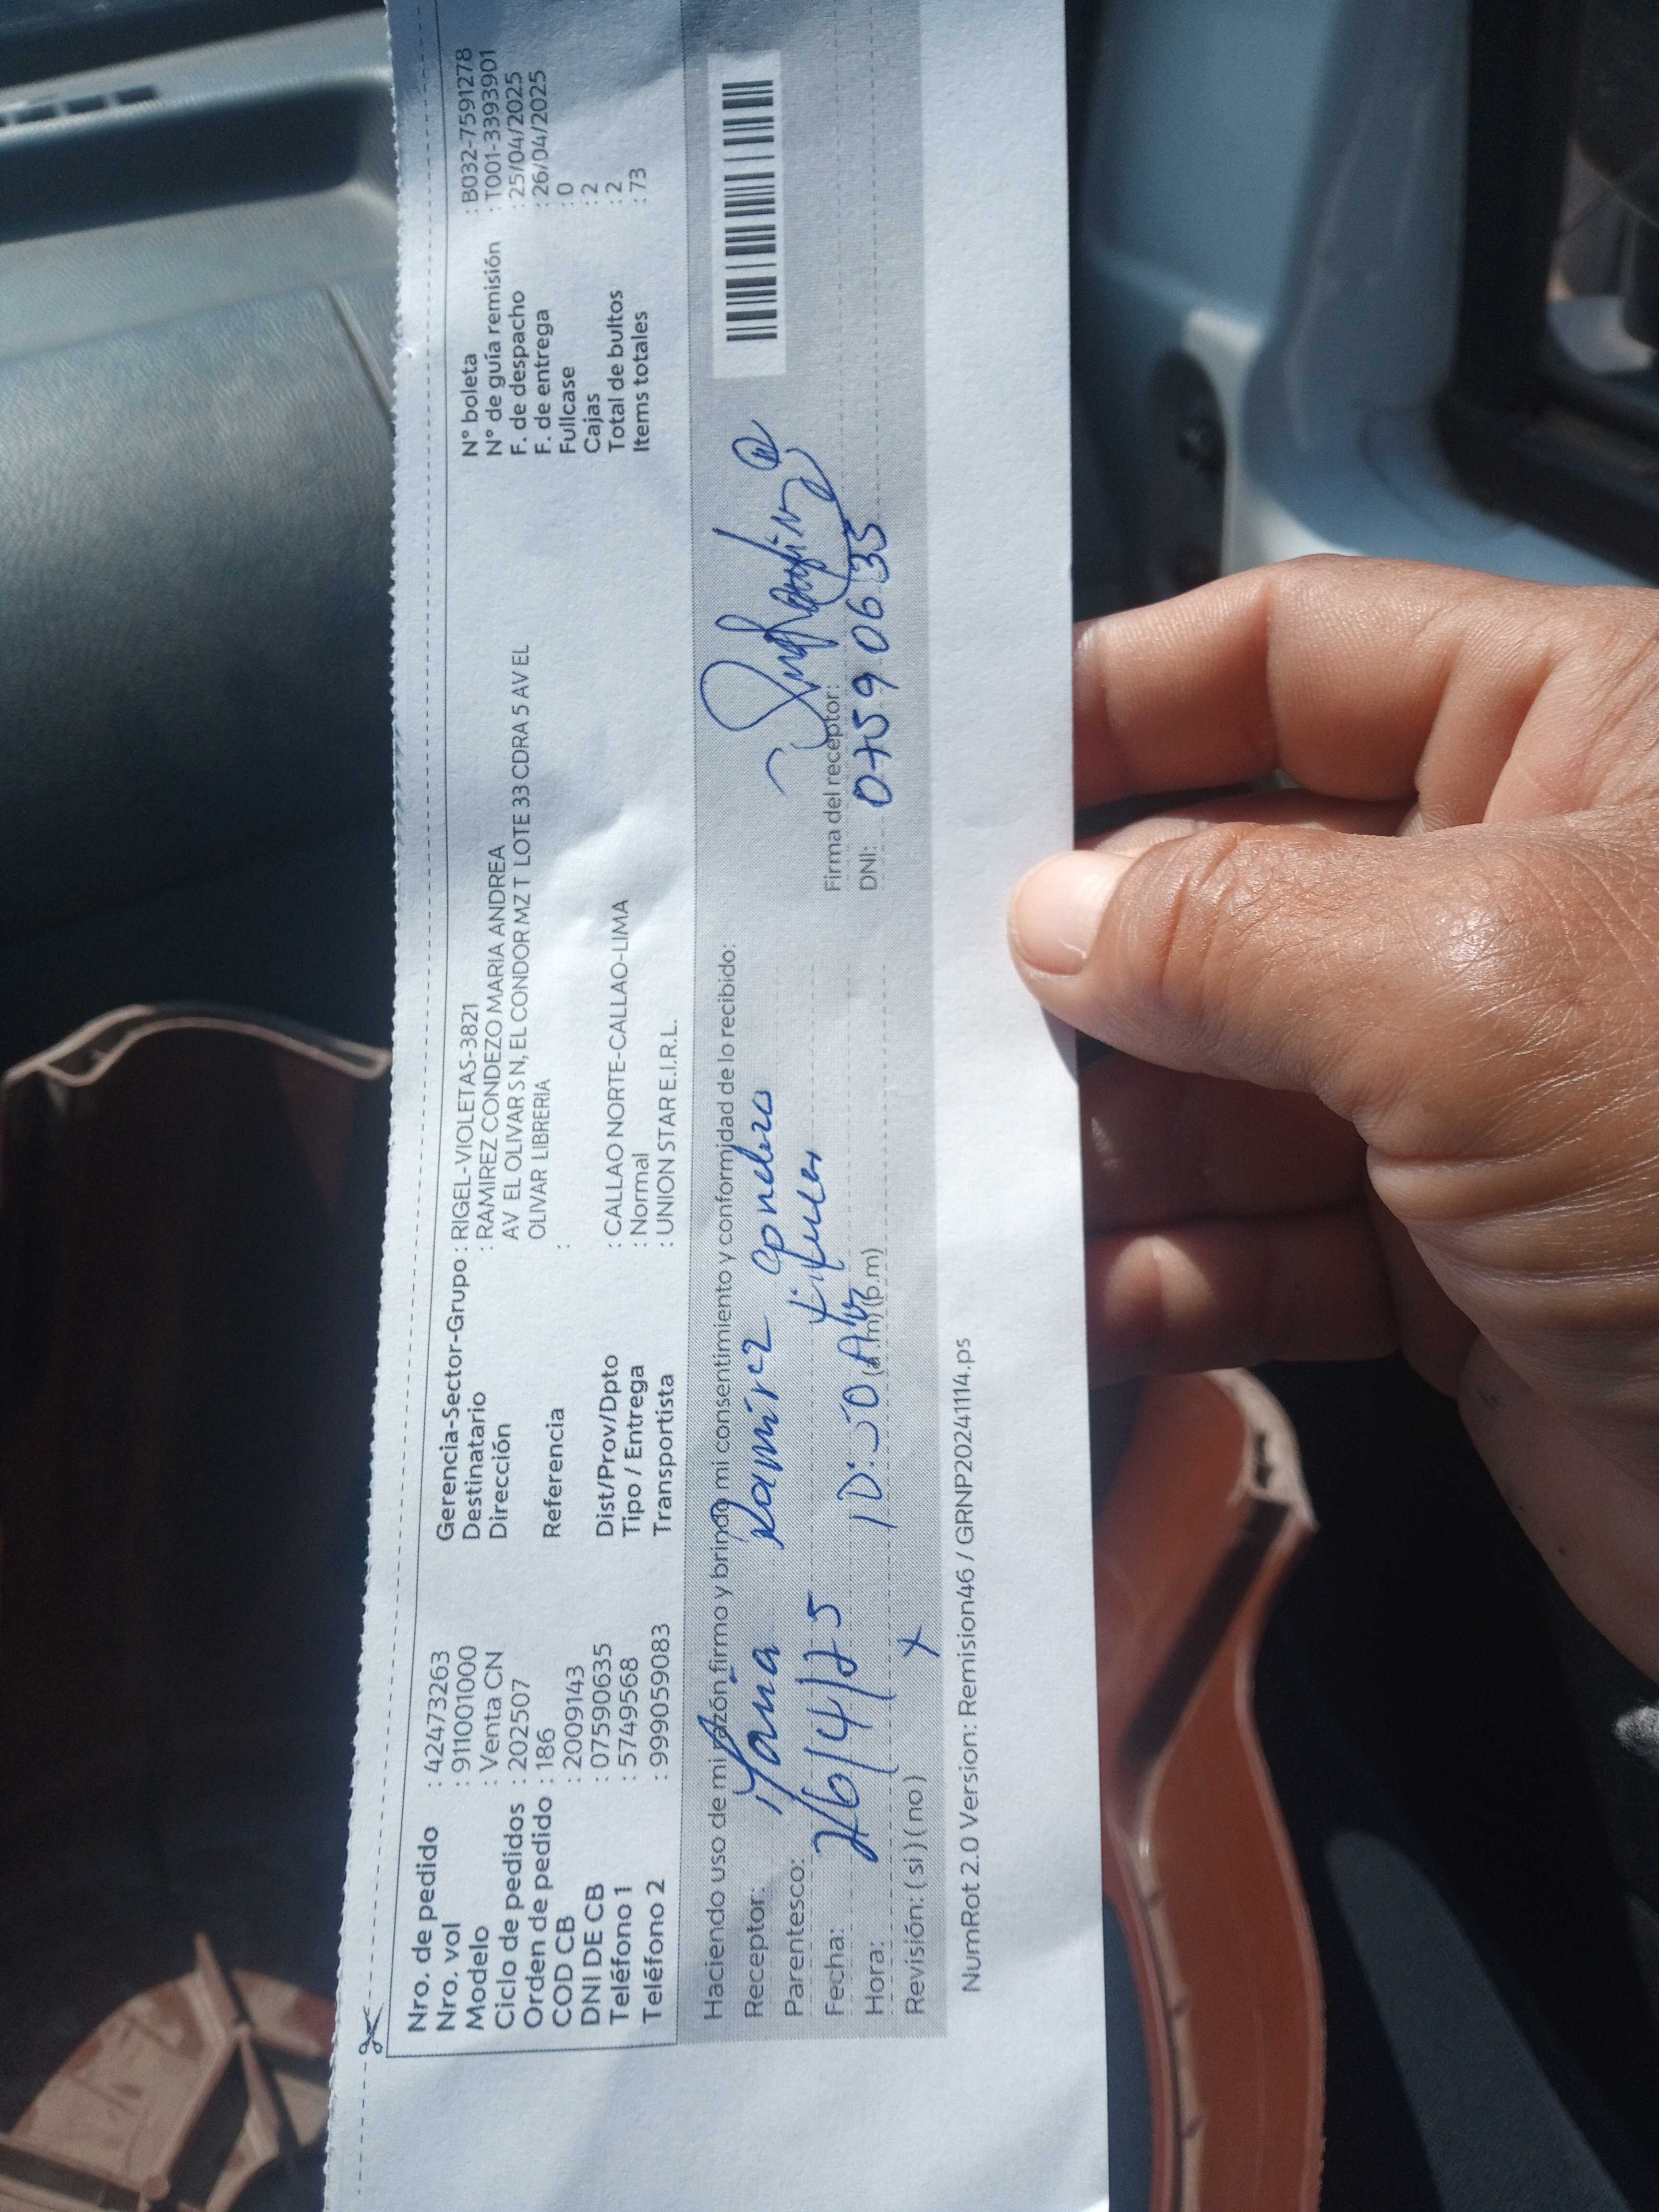 Nro. de pedido : 42473263
Nro. vol : 911001000
Modelo : Venta CN
Ciclo de pedidos : 202507
Orden de pedido : 186
COD CB : 2009143
DNI DE CB : 07590635
Teléfono 1 : 5749568
Teléfono 2 : 999059083
Gerencia-Sector-Grupo : RIGEL-VIOLETAS-3821
Destinatario : RAMIREZ CONDEZO MARIA ANDREA
Dirección AV EL OLIVAR S N, EL CONDOR MZ T LOTE 33 CDRA 5 AV EL
OLIVAR LIBRERIA
Referencia :
Dist/Prov/Dpto : CALLAO NORTE-CALLAO-LIMA
Tipo / Entrega : Normal
Transportista : UNION STAR E.I.R.L.
N° boleta : B032-7591278
N° de guía remisión : T001-3393901
F. de despacho : 25/04/2025
F. de entrega : 26/04/2025
Fullcase : 0
Cajas : 2
Total de bultos : 2
Items totales : 73
Haciendo uso de mi razón firmo y brindo mi consentimiento y conformidad de lo recibido:
Receptor: Ramirez
Parentesco:
Fecha: 26/4/25
Hora: (a.m) (p.m)
Revisión: ( si ) ( no ) x
Firma del receptor:
DNI: 07590635
NumRot 2.0 Version: Remision46 / GRNP20241114.ps